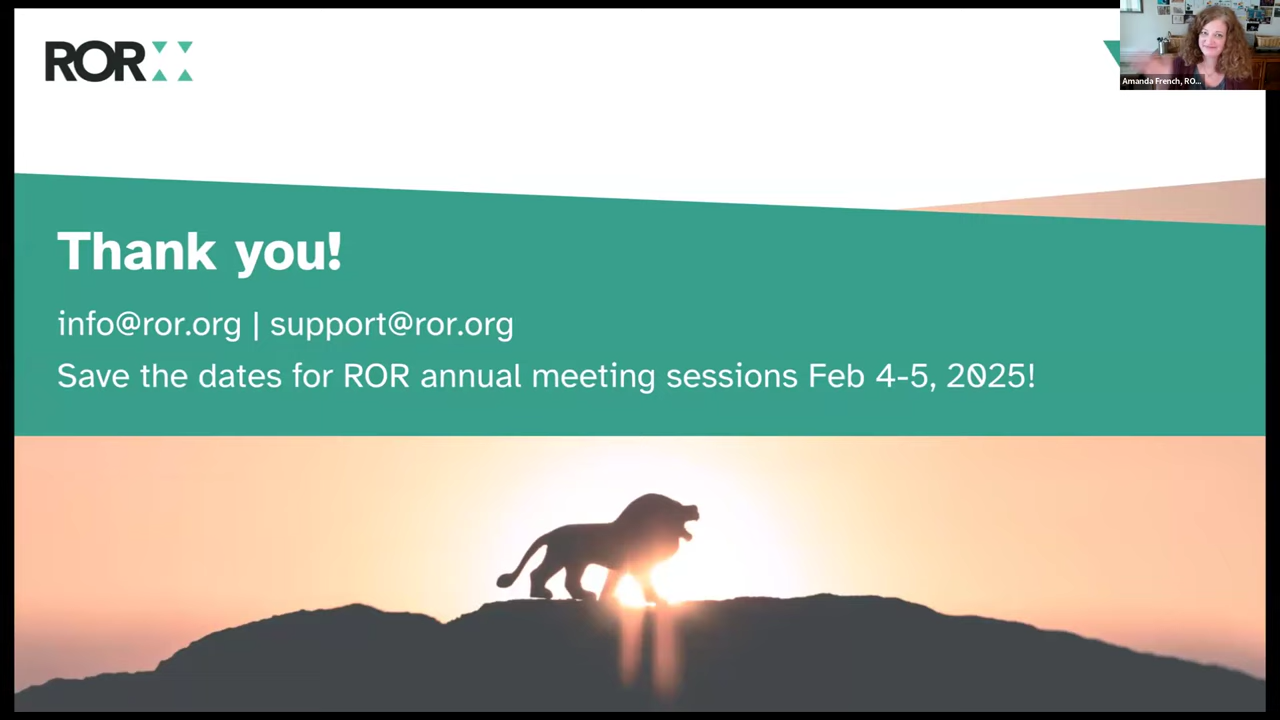 ROR
Amanda French, RO...
Thank you!
info@ror.org | support@ror.org
Save the dates for ROR annual meeting sessions Feb 4-5, 2025!